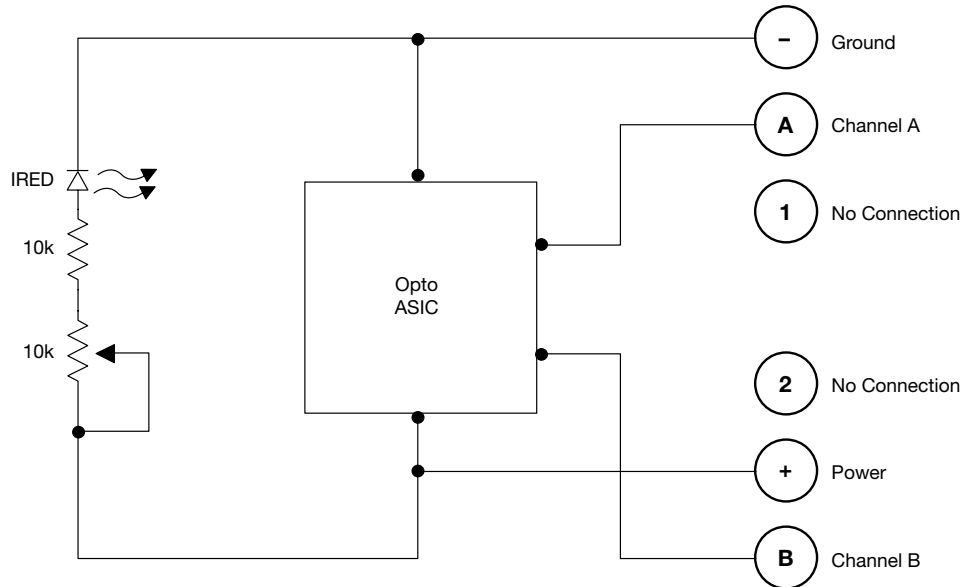 – Ground
A Channel A
IRED
1 No Connection
10k
Opto
ASIC
10k
2 No Connection
+ Power
B Channel B